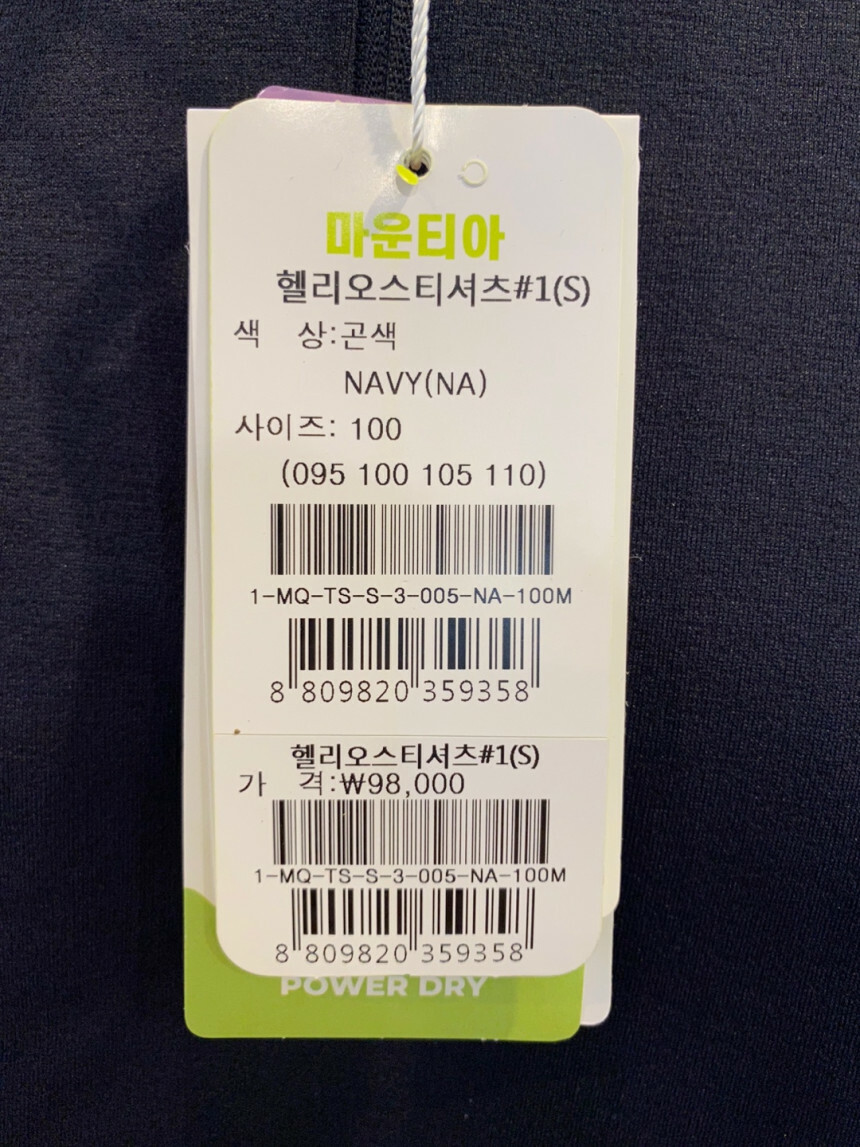 마운티아
헬리오스티셔츠#1(S)
색 상:곤색
NAVY(NA)
사이즈: 100
(095 100 105 110)
1-MQ-TS-S-3-005-NA-100M
8 809820 359358
헬리오스티셔츠#1(S)
가 격:₩98,000
1-MQ-TS-S-3-005-NA-100M
8 809820 359358
POWER DRY